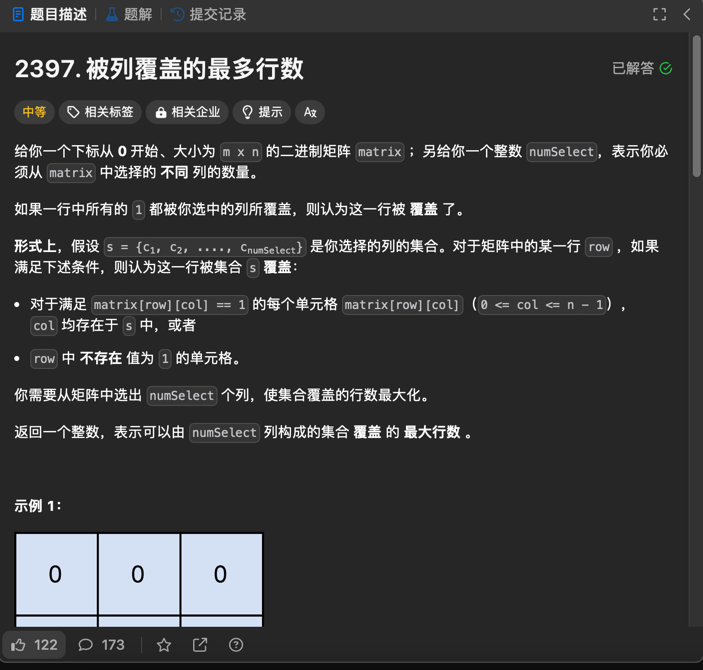 题目描述 题解 提交记录
2397. 被列覆盖的最多行数 已解答
中等 相关标签 相关企业 提示 Az
给你一个下标从 0 开始、大小为 m x n 的二进制矩阵 matrix ；另给你一个整数 numSelect，表示你必
须从 matrix 中选择的 不同 列的数量。
如果一行中所有的 1 都被你选中的列所覆盖，则认为这一行被 覆盖 了。
形式上，假设 s = {c1, c2, ...., cnumSelect} 是你选择的列的集合。对于矩阵中的某一行 row ，如果
满足下述条件，则认为这一行被集合 s 覆盖：
• 对于满足 matrix[row][col] == 1 的每个单元格 matrix[row][col]（0 <= col <= n - 1），
col 均存在于 s 中，或者
• row 中 不存在 值为 1 的单元格。
你需要从矩阵中选出 numSelect 个列，使集合覆盖的行数最大化。
返回一个整数，表示可以由 numSelect 列构成的集合 覆盖 的 最大行数 。
示例 1：
0 0 0
122 173